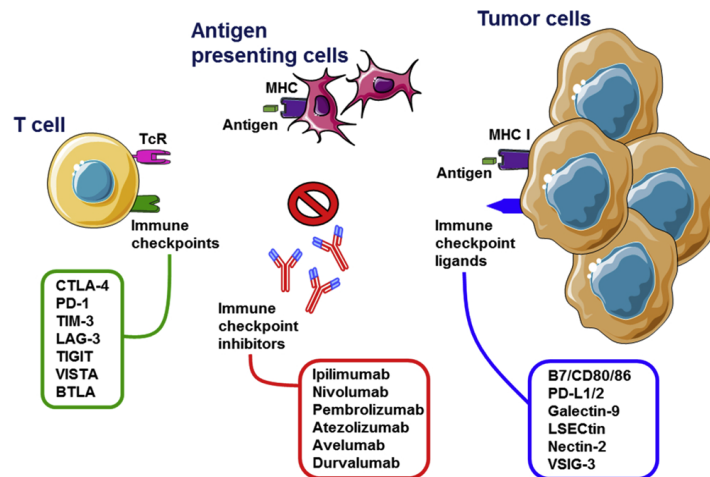 Tumor cells
Antigen
presenting cells
MHC
Antigen
T cell
TcR
Immune
checkpoints
MHC I
Antigen
Immune
checkpoint
ligands
CTLA-4
PD-1
TIM-3
LAG-3
TIGIT
VISTA
BTLA
Immune
checkpoint
inhibitors
Ipilimumab
Nivolumab
Pembrolizumab
Atezolizumab
Avelumab
Durvalumab
B7/CD80/86
PD-L1/2
Galectin-9
LSECtin
Nectin-2
VSIG-3